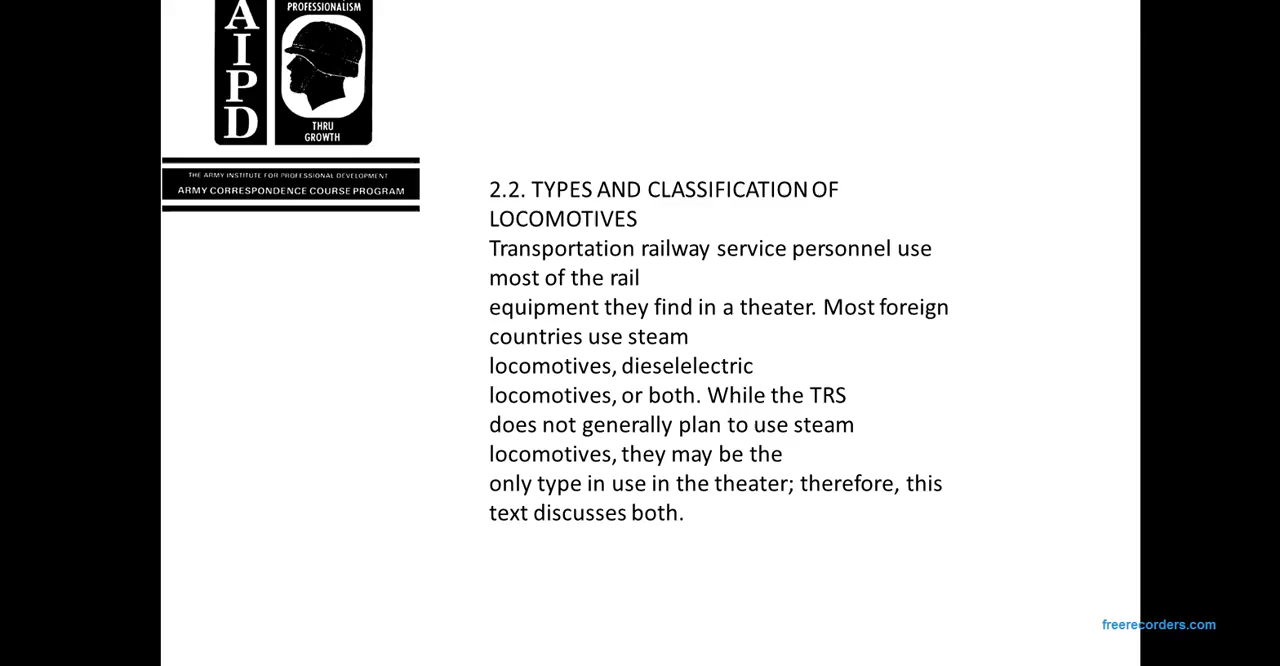 A
I
P
D
PROFESSIONALISM
THRU
GROWTH
THE ARMY INSTITUTE FOR PROFESSIONAL DEVELOPMENT
ARMY CORRESPONDENCE COURSE PROGRAM
2.2. TYPES AND CLASSIFICATION OF
LOCOMOTIVES
Transportation railway service personnel use
most of the rail
equipment they find in a theater. Most foreign
countries use steam
locomotives, dieselelectric
locomotives, or both. While the TRS
does not generally plan to use steam
locomotives, they may be the
only type in use in the theater; therefore, this
text discusses both.
freerecorders.com